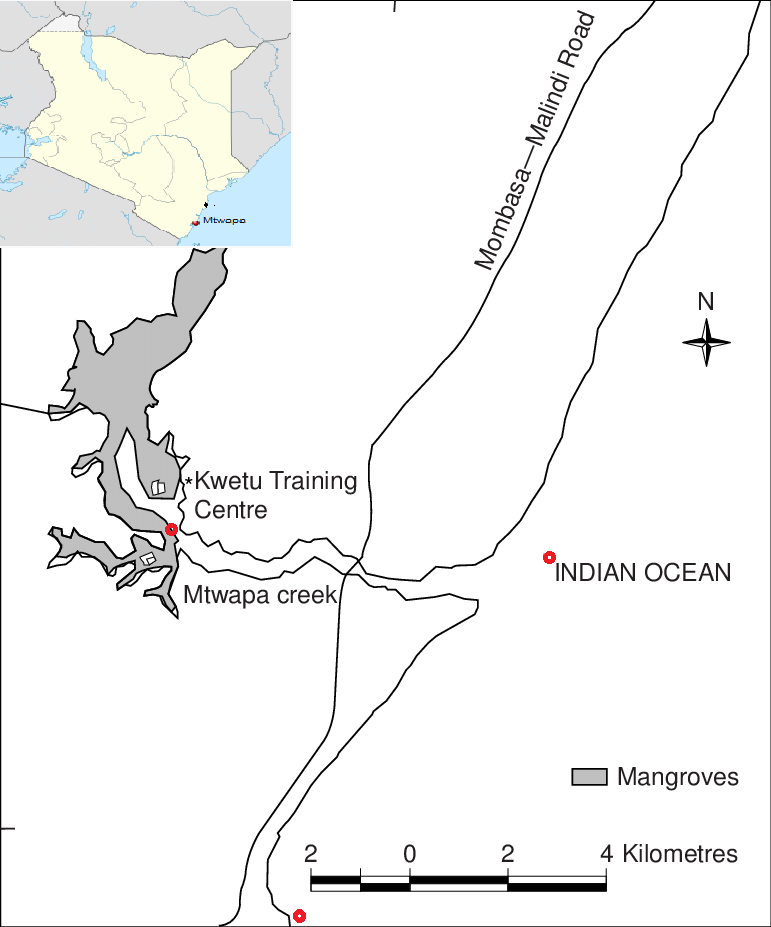 Mtwapa
Mombasa—Malindi Road
N
*Kwetu Training
Centre
INDIAN OCEAN
Mtwapa creek
Mangroves
2 0 2 4 Kilometres